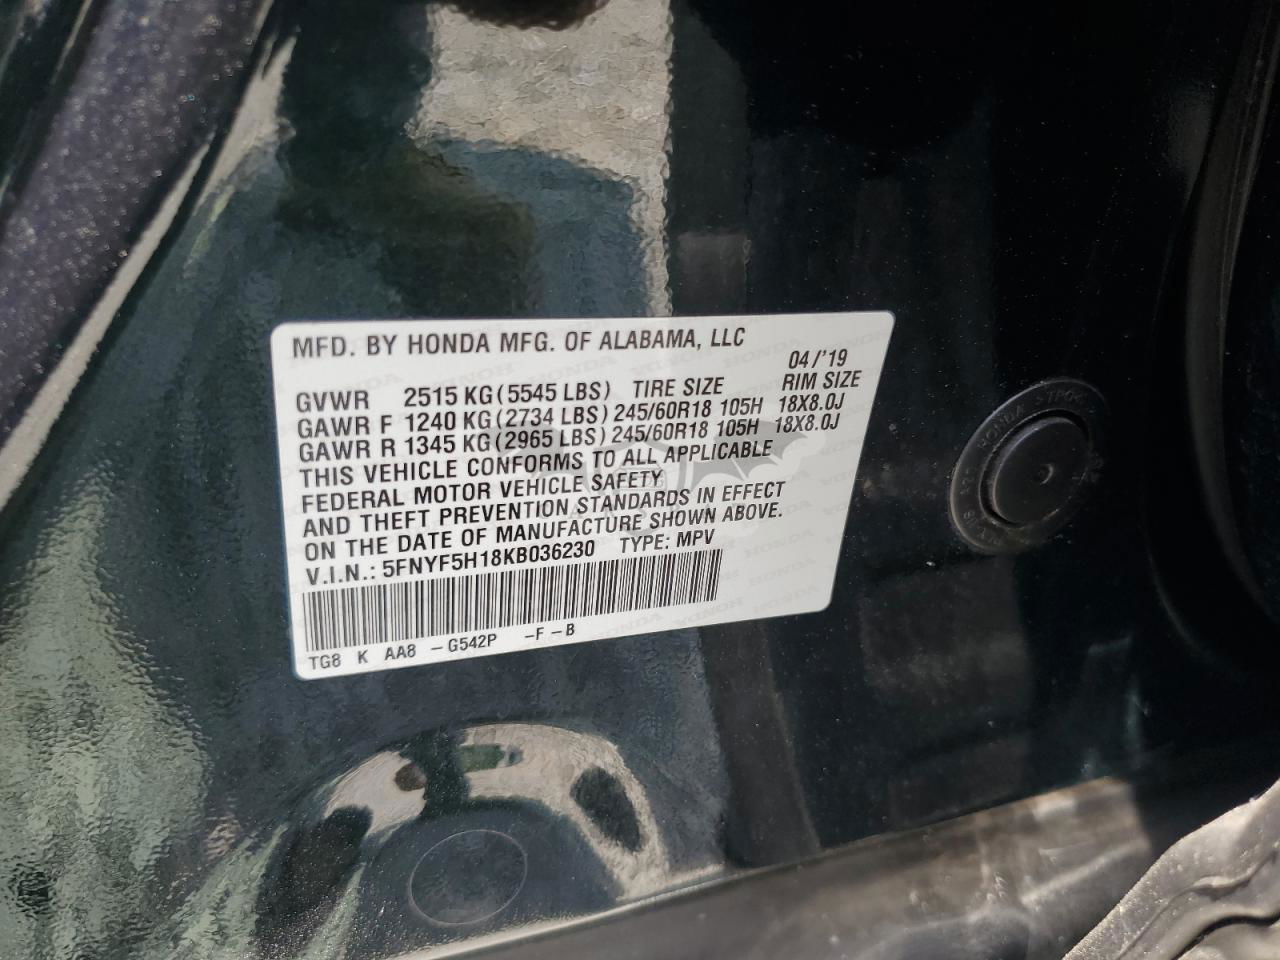 MFD. BY HONDA MFG. OF ALABAMA, LLC
04/'19
GVWR 2515 KG (5545 LBS) TIRE SIZE RIM SIZE
GAWR F 1240 KG (2734 LBS) 245/60R18 105H 18X8.0J
GAWR R 1345 KG (2965 LBS) 245/60R18 105H 18X8.0J
THIS VEHICLE CONFORMS TO ALL APPLICABLE
FEDERAL MOTOR VEHICLE SAFETY
AND THEFT PREVENTION STANDARDS IN EFFECT
ON THE DATE OF MANUFACTURE SHOWN ABOVE.
V.I.N.: 5FNYF5H18KB036230 TYPE: MPV
TG8 K AA8 - G542P - F - B
HONDA